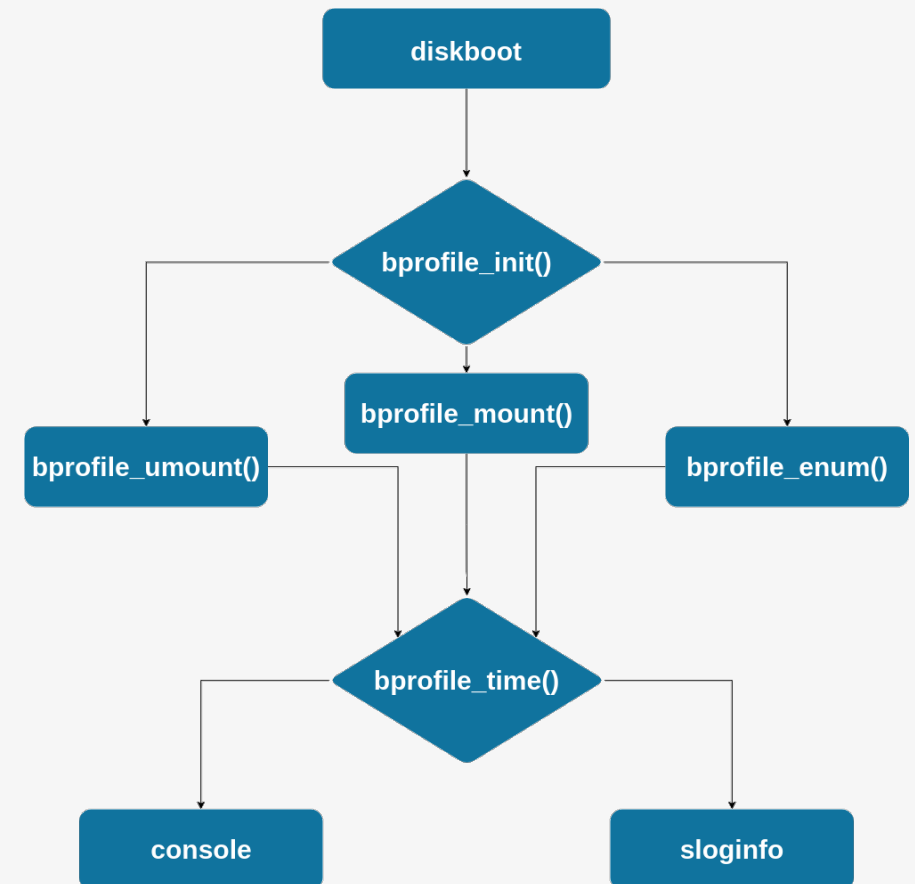 diskboot
bprofile_init()
bprofile_mount()
bprofile_umount()
bprofile_enum()
bprofile_time()
console
sloginfo